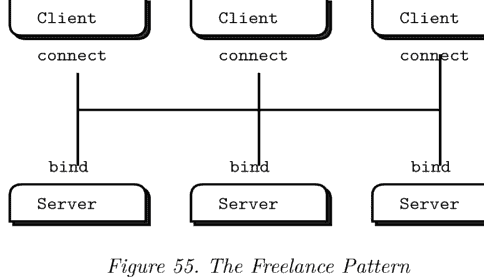 Client Client Client
connect connect connect
bind bind bind
Server Server Server
Figure 55. The Freelance Pattern